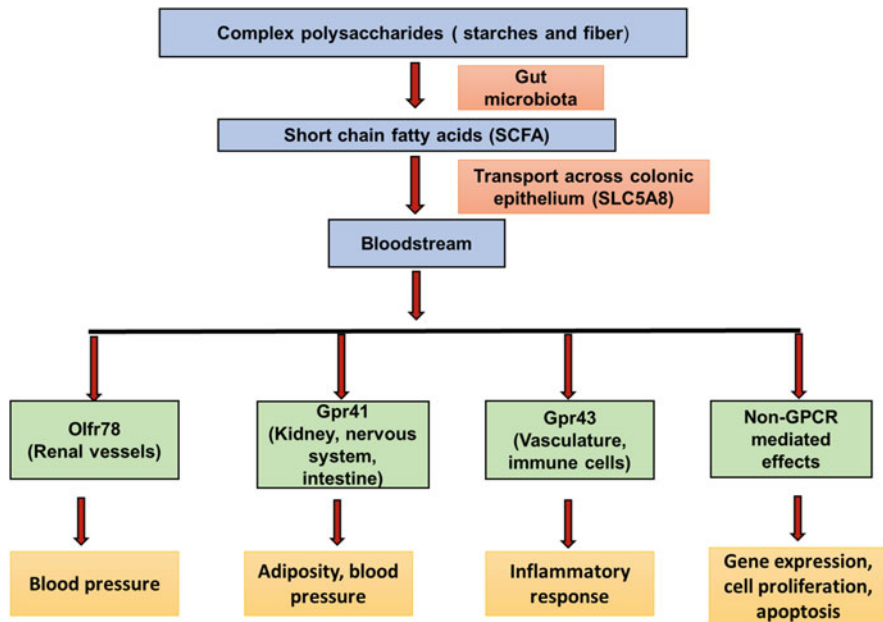 Complex polysaccharides ( starches and fiber)
Gut
microbiota
Short chain fatty acids (SCFA)
Transport across colonic
epithelium (SLC5A8)
Bloodstream
Olfr78
(Renal vessels)
Gpr41
(Kidney, nervous
system,
intestine)
Gpr43
(Vasculature,
immune cells)
Non-GPCR
mediated
effects
Blood pressure
Adiposity, blood
pressure
Inflammatory
response
Gene expression,
cell proliferation,
apoptosis